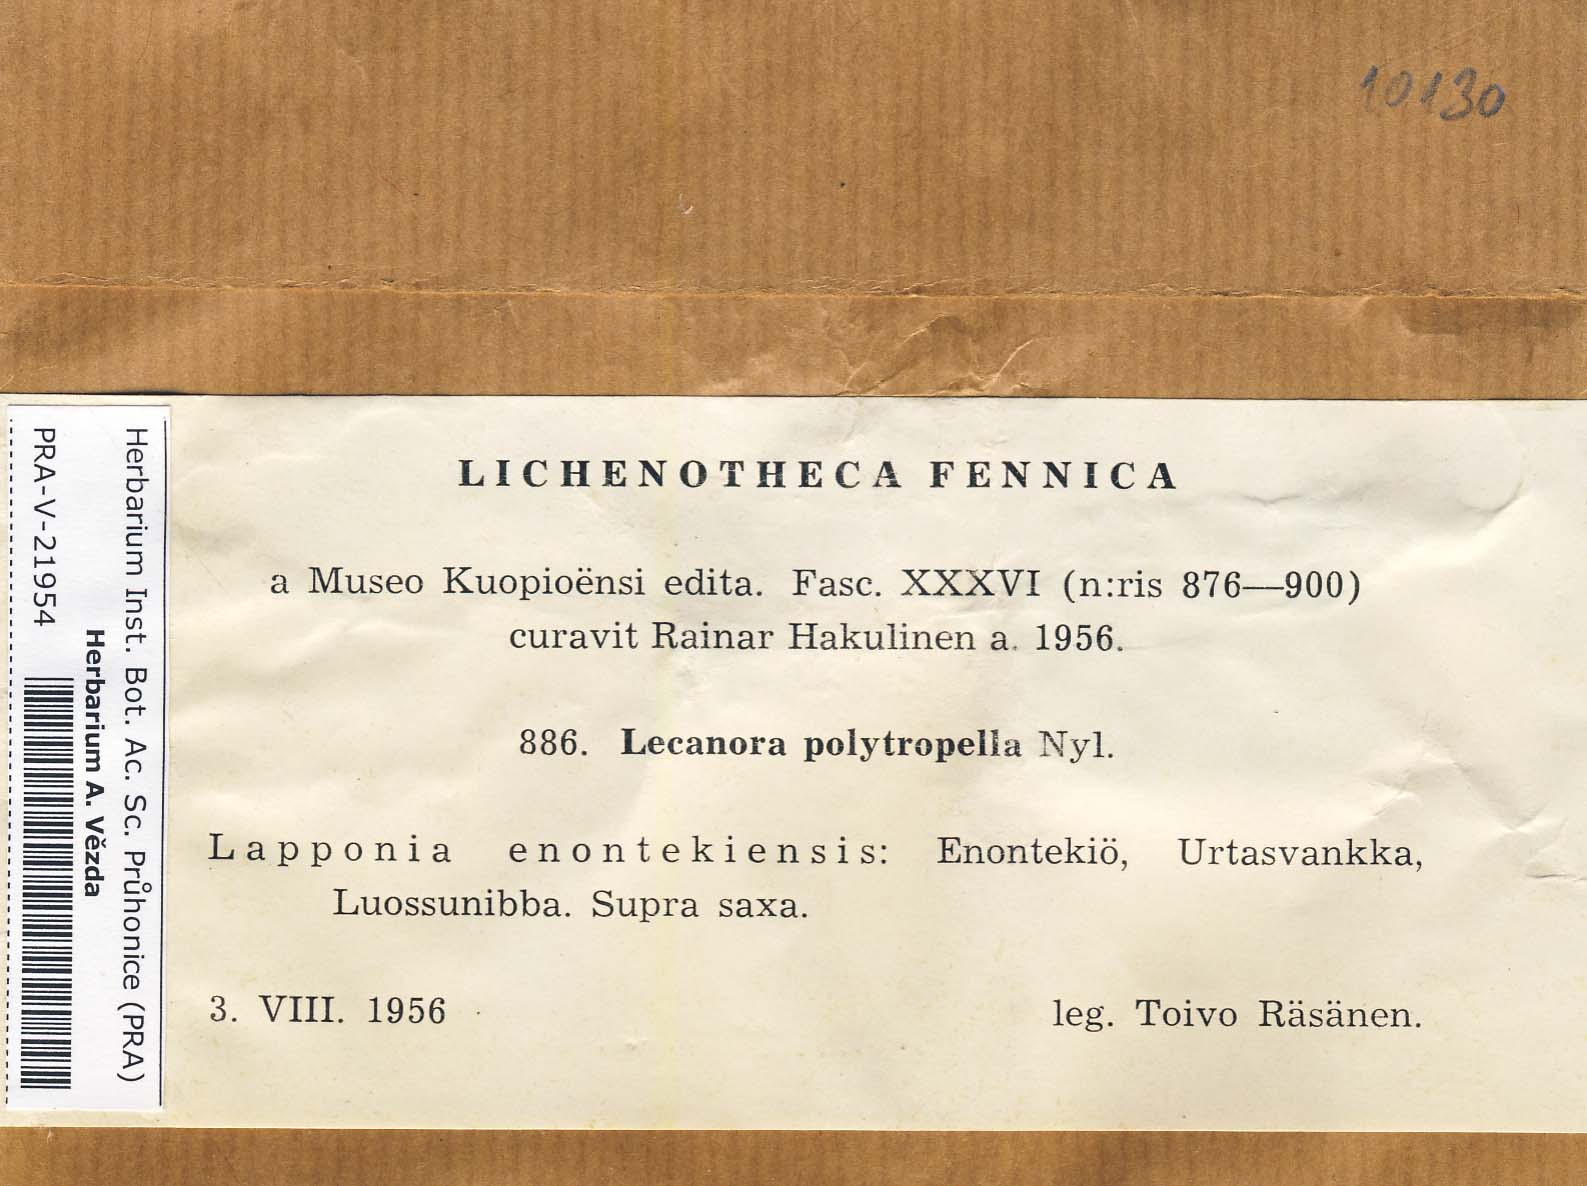 10130
LICHENOTHECA FENNICA
a Museo Kuopioënsi edita. Fasc. XXXVI (n:ris 876—900)
curavit Rainar Hakulinen a. 1956.
886. Lecanora polytropella Nyl.
Lapponia enontekiensis: Enontekiö, Urtasvankka,
Luossunibba. Supra saxa.
3. VIII. 1956 leg. Toivo Räsänen.
Herbarium Inst. Bot. Ac. Sc. Průhonice (PRA)
Herbarium A. Vězda
PRA-V-21954